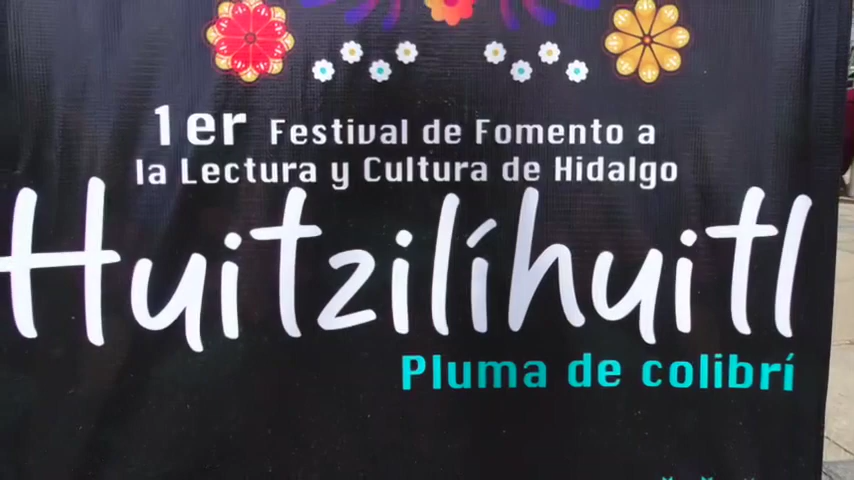 1er Festival de Fomento a
la Lectura y Cultura de Hidalgo
Huitzilíhuitl
Pluma de colibrí